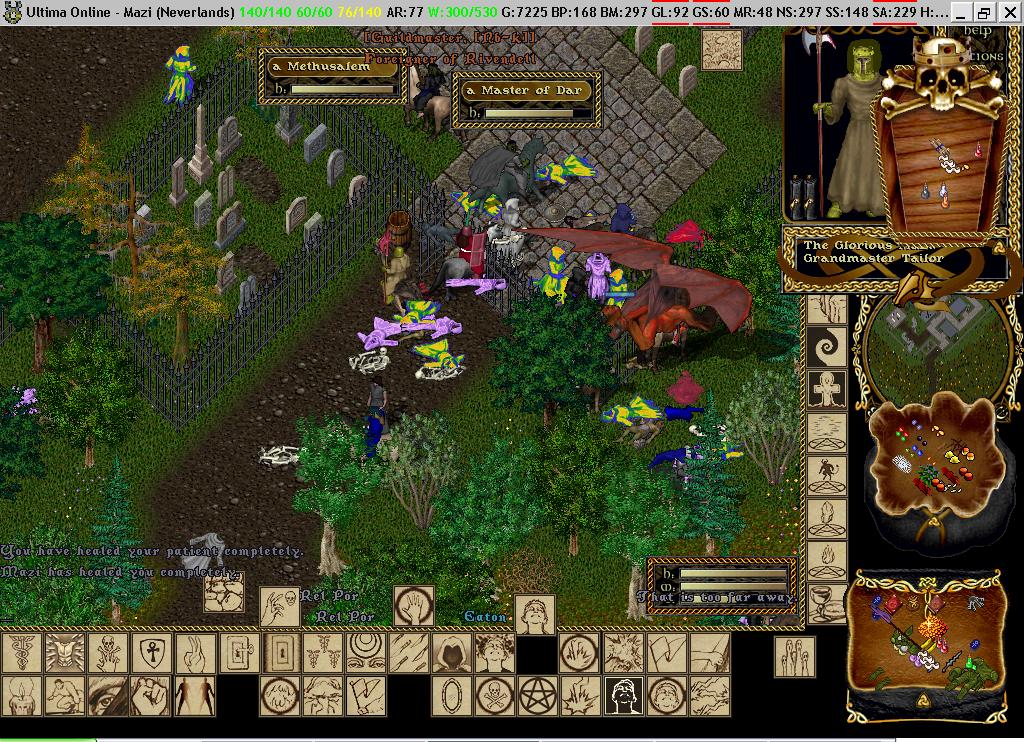 Ultima Online - Mazi (Neverlands) 140/140 60/60 76/140 AR:77 W:300/530 G:7225 BP:168 BM:297 GL:92 GS:60 MR:48 NS:297 SS:148 SA:229 H:...
help
[Guildmaster, [Nb-K]]
Foreigner of Rivendell
a Methusalem
h:
a Master of Dar
h:
The Glorious
Grandmaster Tailor
You have healed your patient completely.
Mazi has healed you completely.
Rel Por
Rel Por
Eaton
h:
m:
That is too far away.